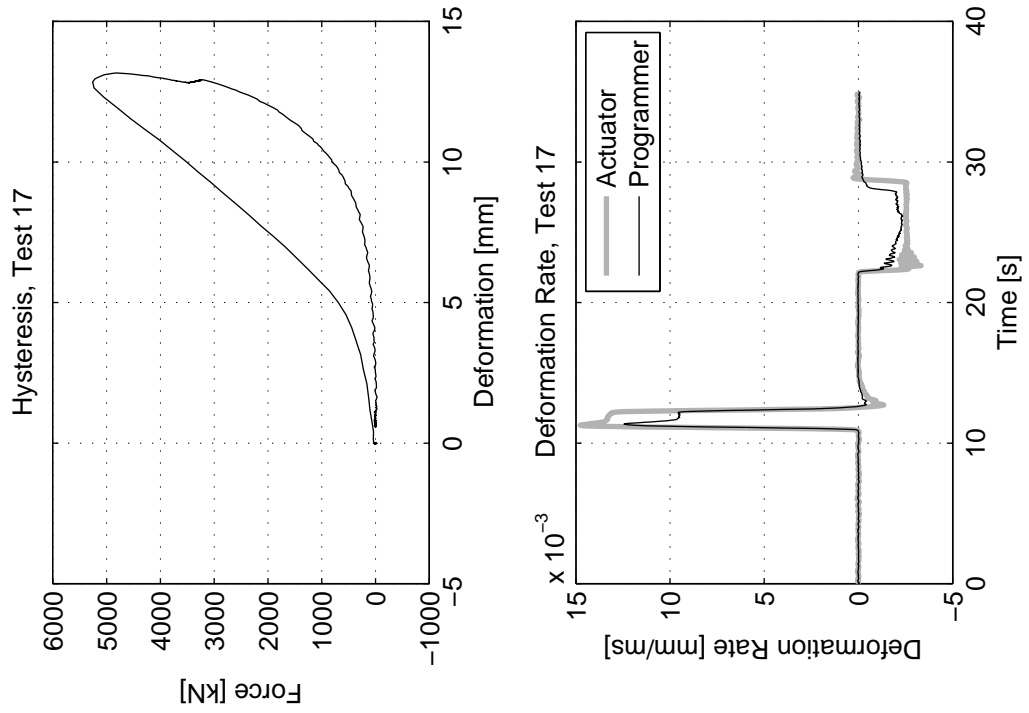 Hysteresis, Test 17
6000
5000
4000
3000
2000
1000
0
−1000
Force [kN]
−5
0
5
10
15
Deformation [mm]
x 10−3
Deformation Rate, Test 17
15
10
5
0
−5
Deformation Rate [mm/ms]
Actuator
Programmer
0
10
20
30
40
Time [s]